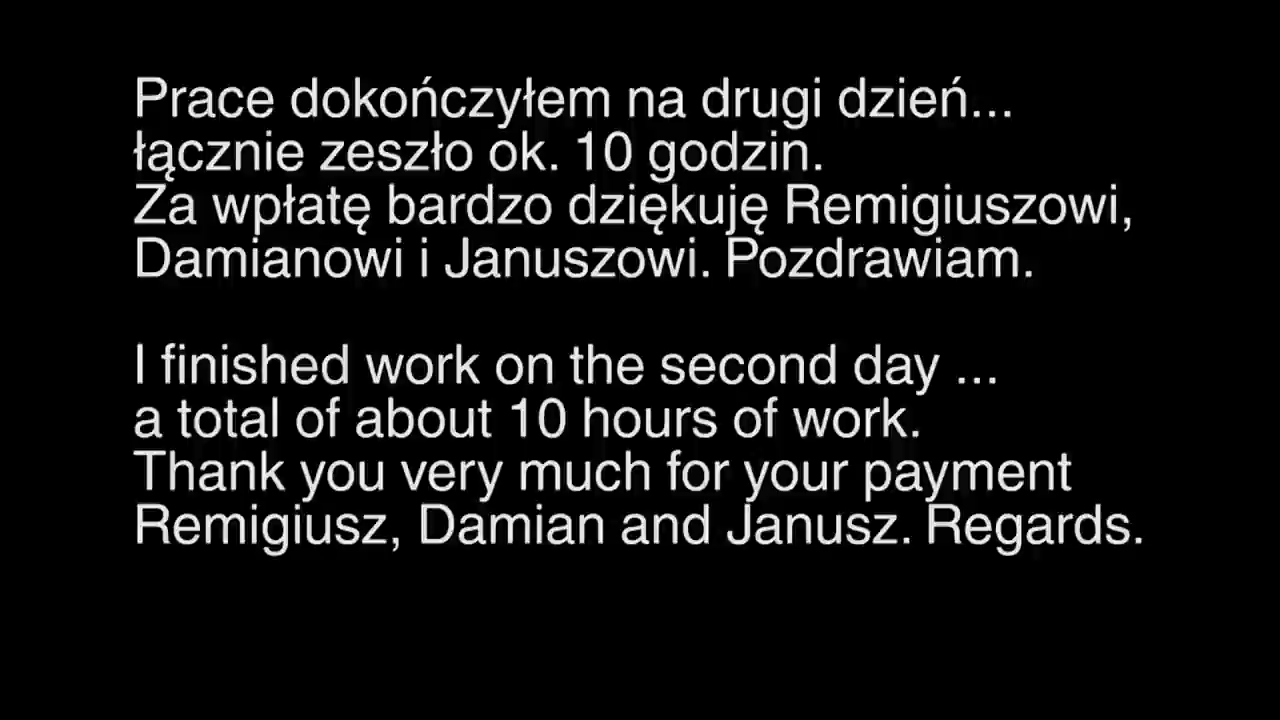 Prace dokończyłem na drugi dzień...
łącznie zeszło ok. 10 godzin.
Za wpłatę bardzo dziękuję Remigiuszowi,
Damianowi i Januszowi. Pozdrawiam.
I finished work on the second day ...
a total of about 10 hours of work.
Thank you very much for your payment
Remigiusz, Damian and Janusz. Regards.